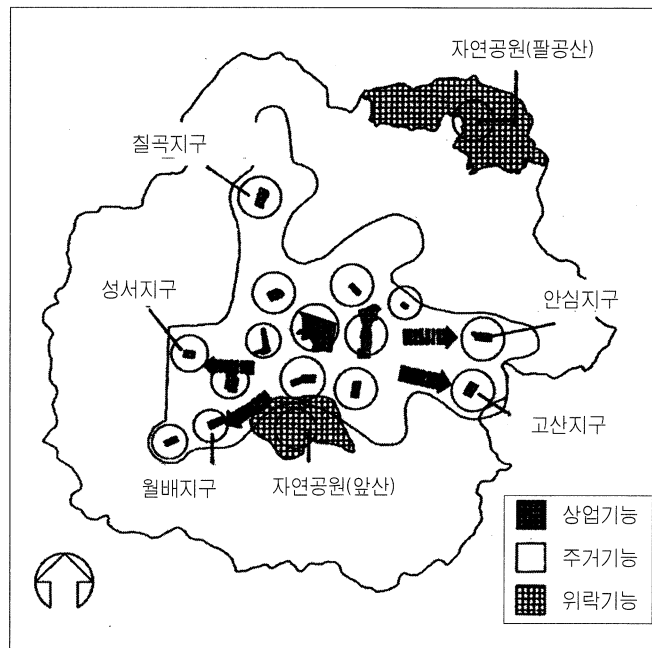 자연공원(팔공산)
칠곡지구
성서지구
안심지구
고산지구
월배지구
자연공원(앞산)
상업기능
주거기능
위락기능